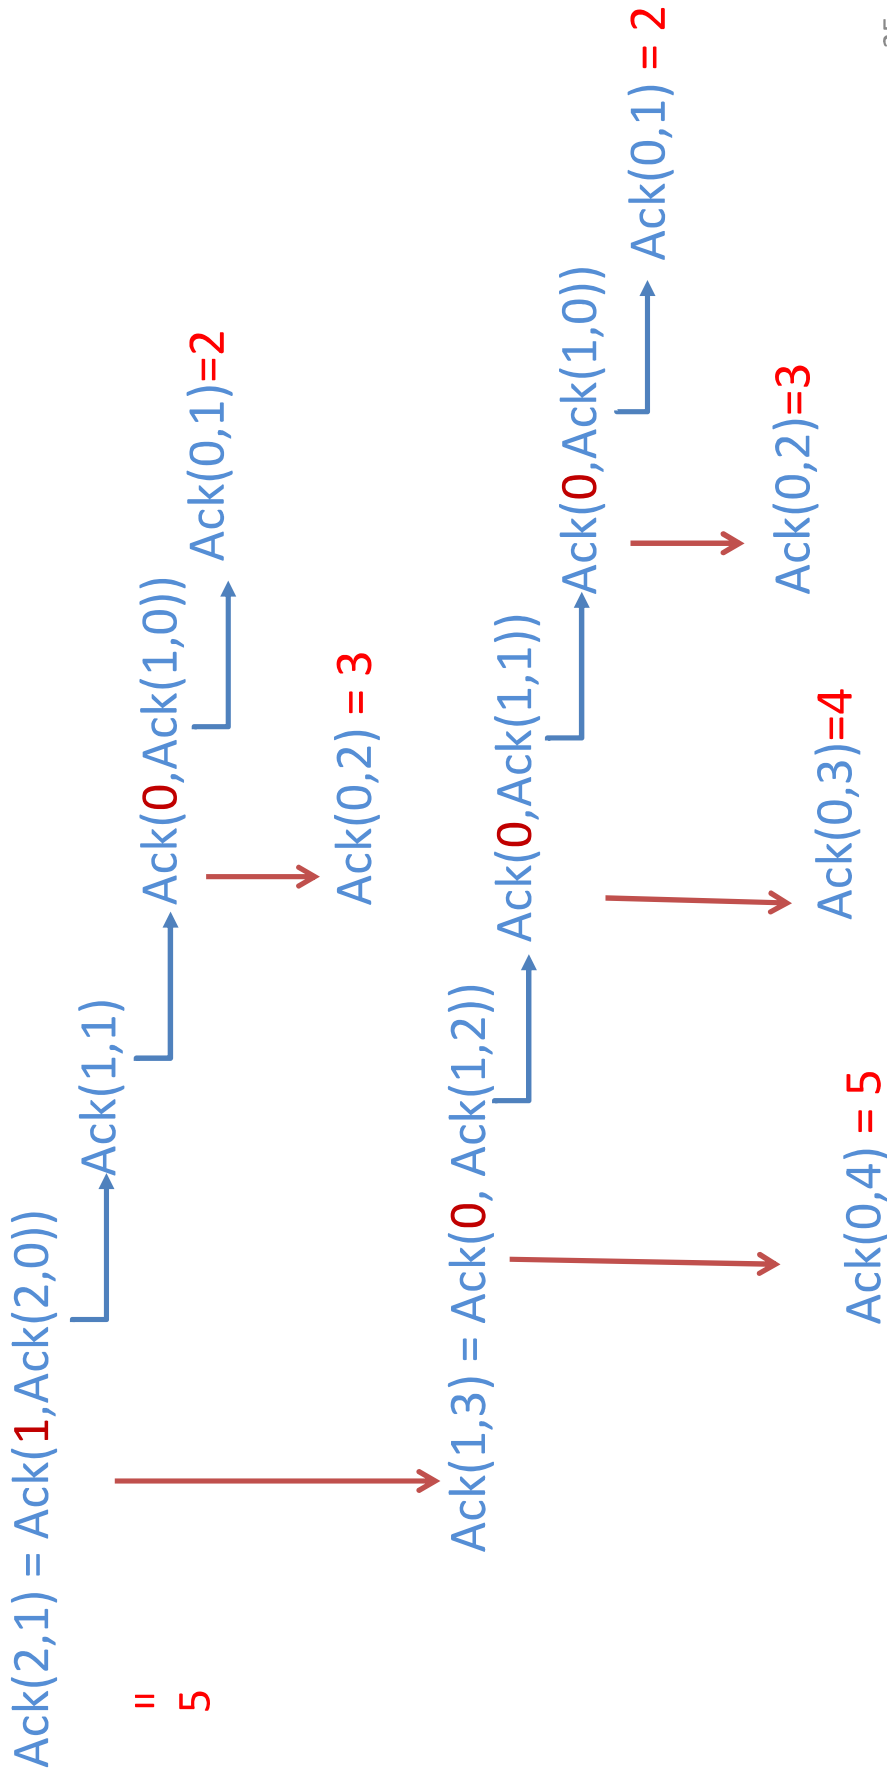 Ack(2,1) = Ack(1,Ack(2,0))
Ack(1,1)
Ack(0,Ack(1,0))
Ack(0,1)=2
=
5
Ack(0,2) = 3
Ack(1,3) = Ack(0, Ack(1,2))
Ack(0,Ack(1,1))
Ack(0,Ack(1,0))
Ack(0,1) = 2
Ack(0,2)=3
Ack(0,3)=4
Ack(0,4) = 5